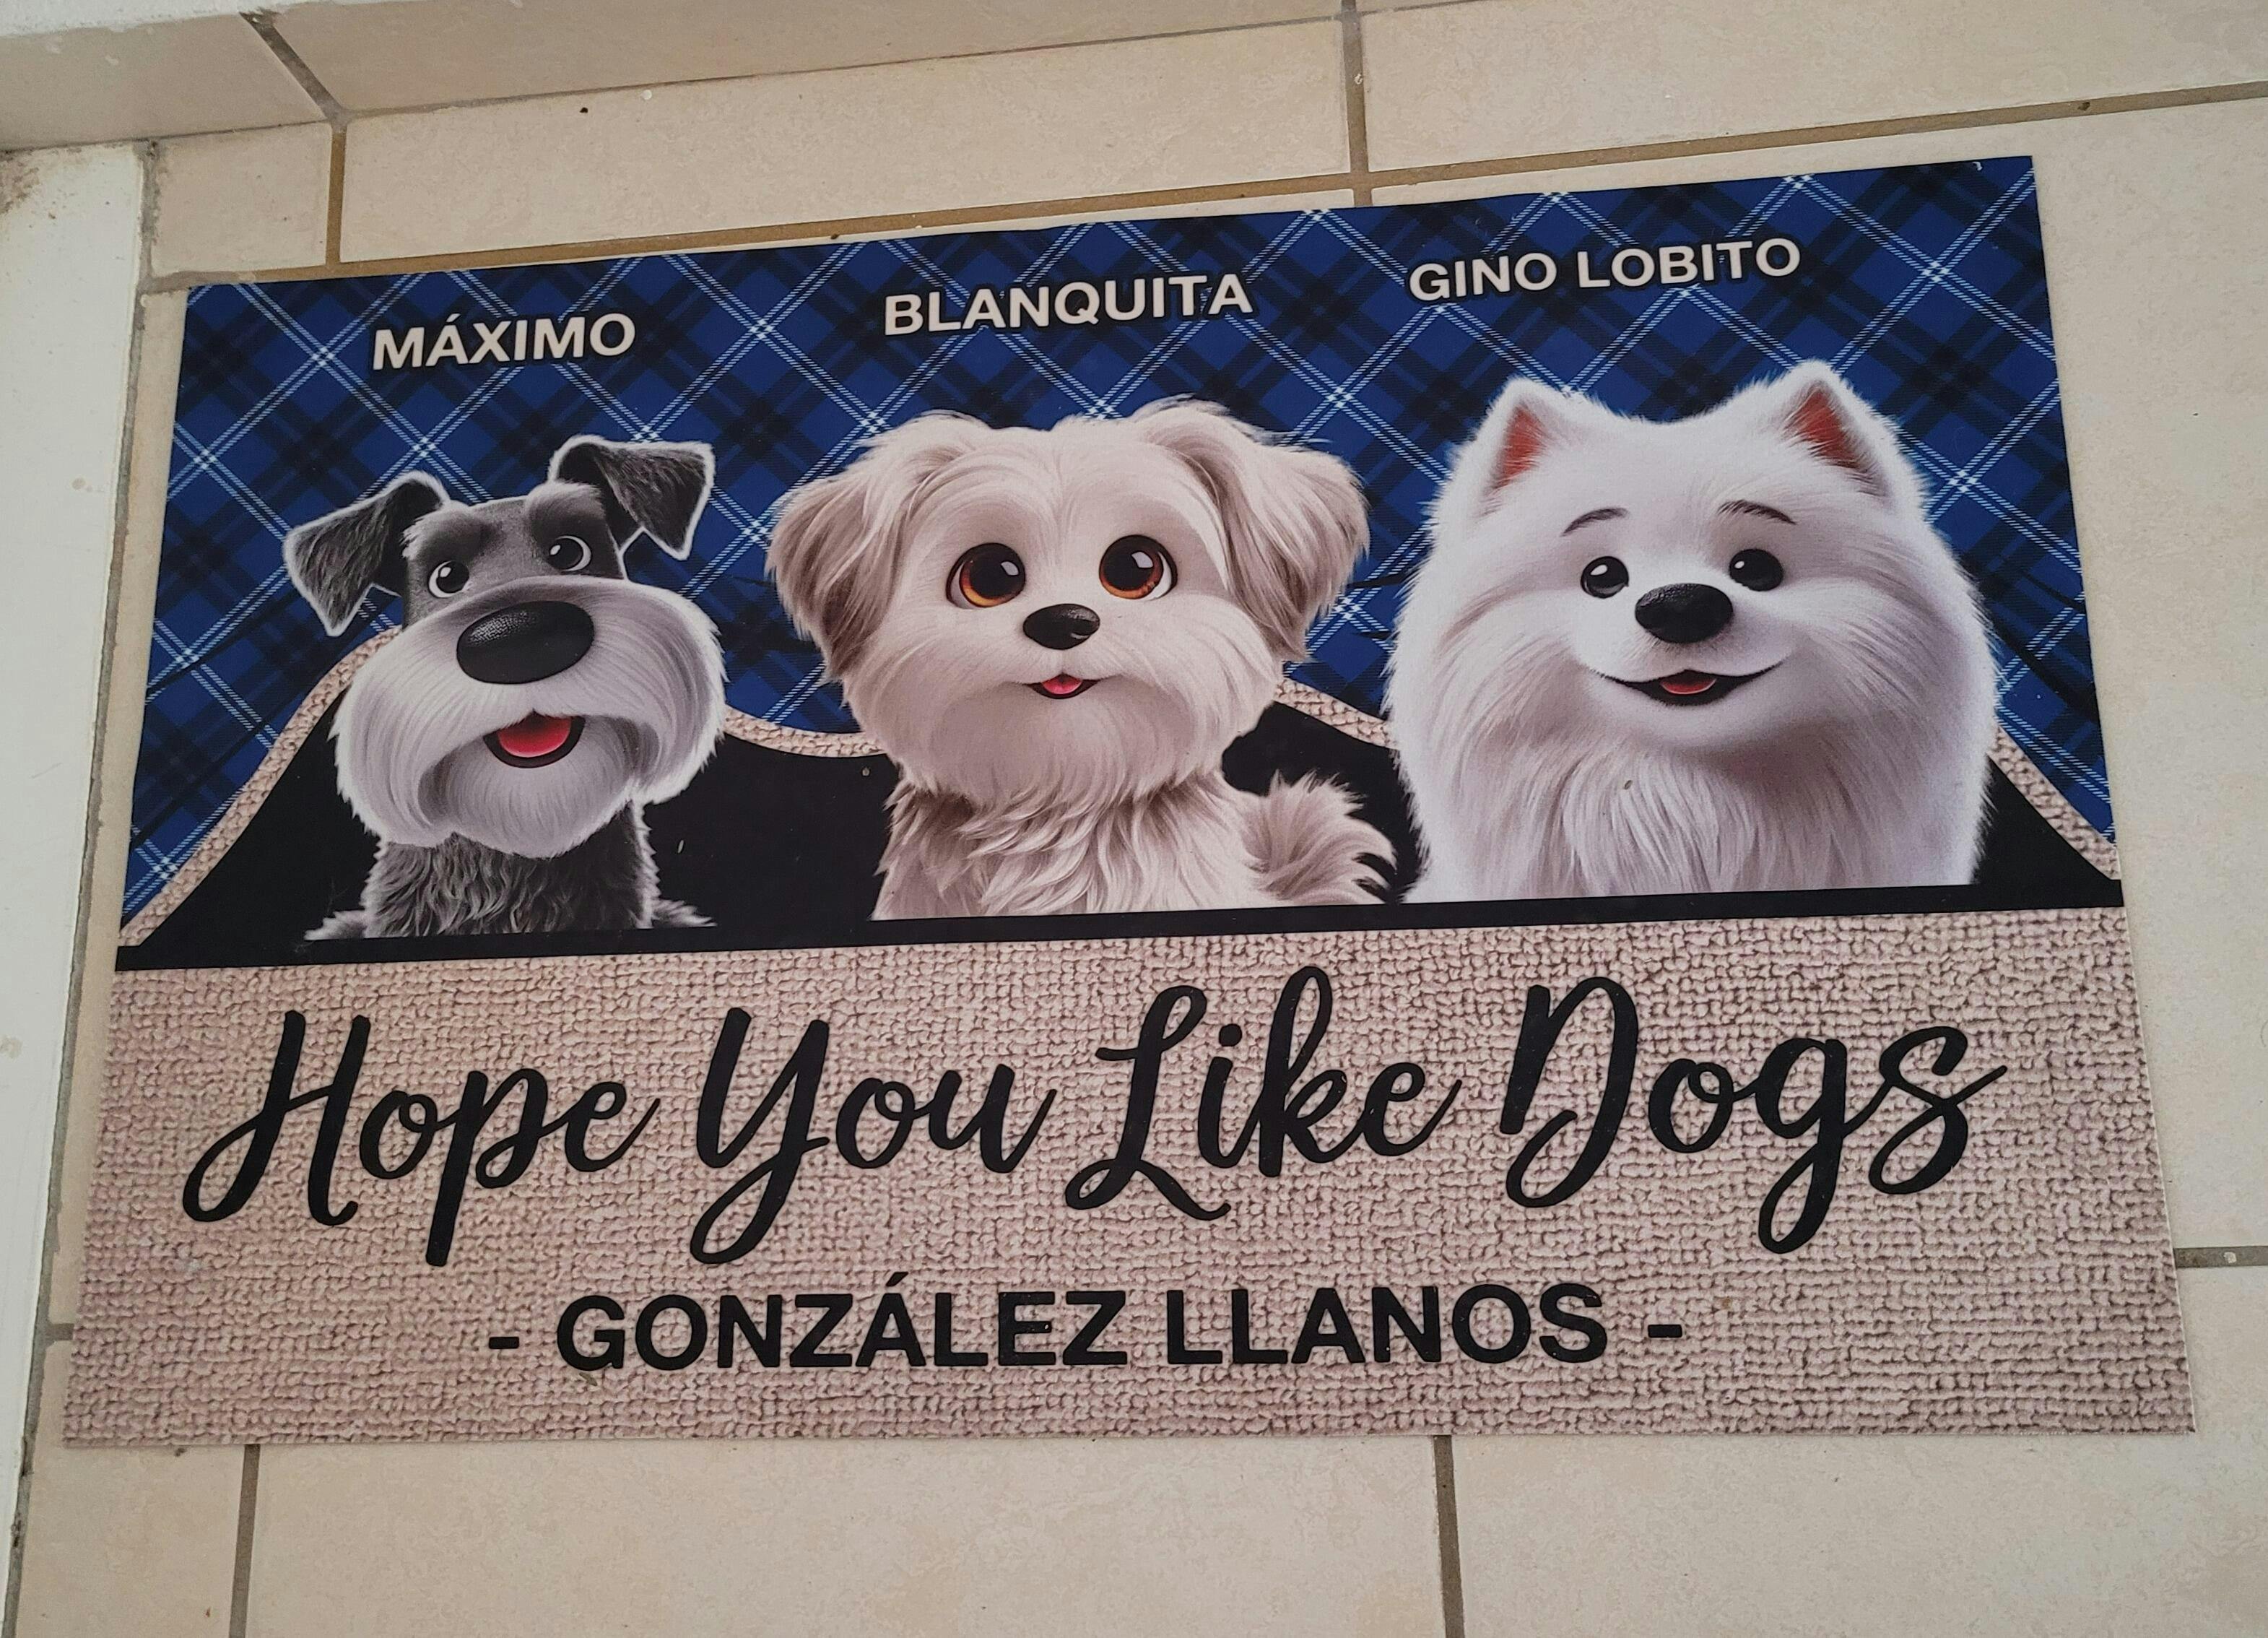 MÁXIMO
BLANQUITA
GINO LOBITO
Hope You Like Dogs
- GONZÁLEZ LLANOS -